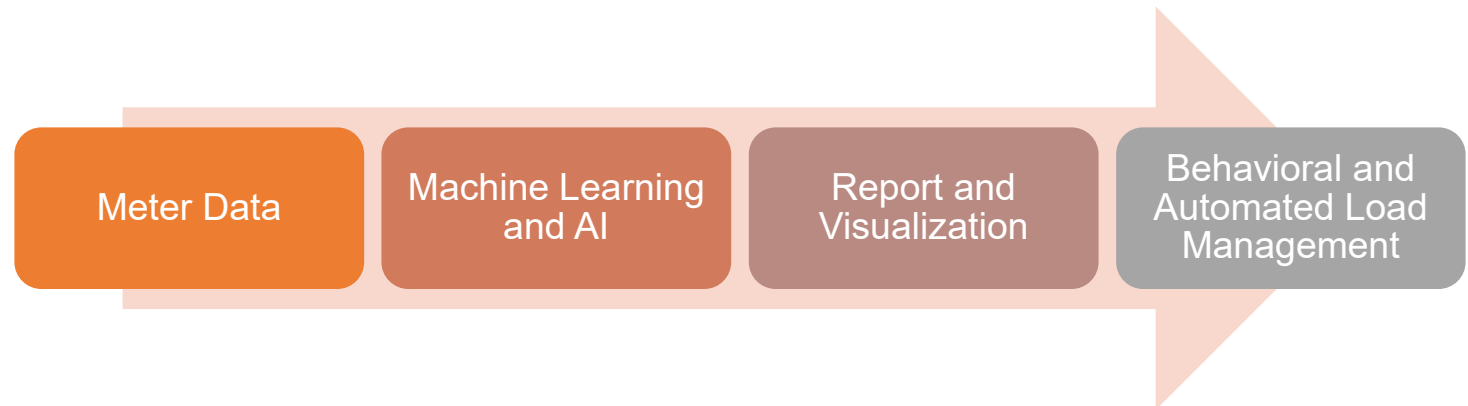 Meter Data
Machine Learning
and AI
Report and
Visualization
Behavioral and
Automated Load
Management